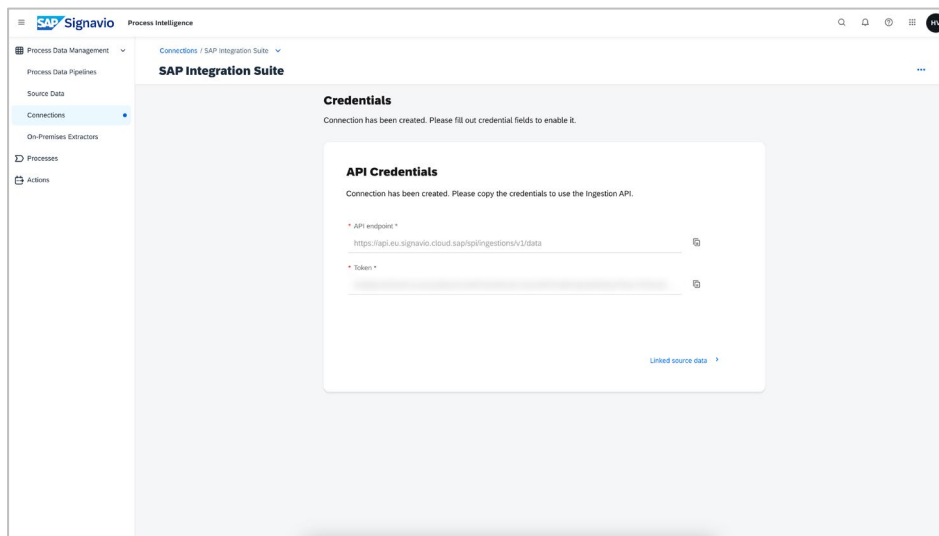 SAP Signavio Process Intelligence HV
Process Data Management
Process Data Pipelines
Source Data
Connections
On-Premises Extractors
Processes
Actions
Connections / SAP Integration Suite
SAP Integration Suite
Credentials
Connection has been created. Please fill out credential fields to enable it.
API Credentials
Connection has been created. Please copy the credentials to use the Ingestion API.
* API endpoint *
https://api.eu.signavio.cloud.sap/spi/ingestions/v1/data
* Token *
Linked source data